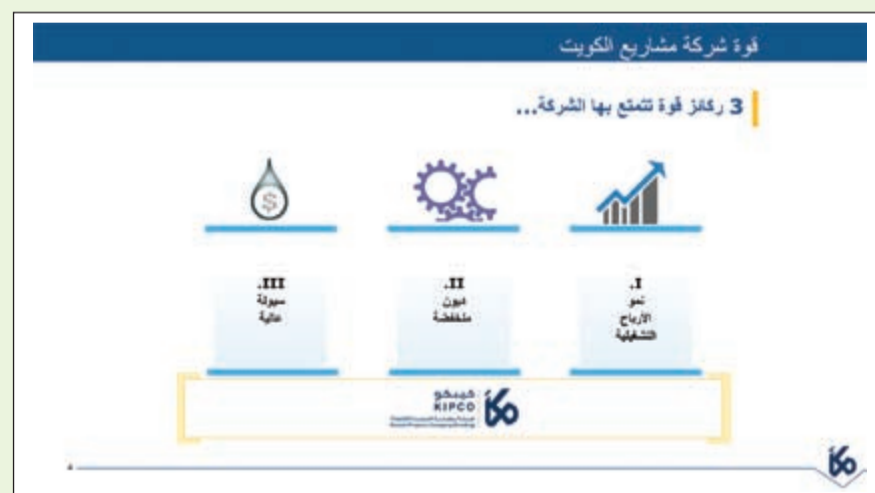 قوة شركة مشاريع الكويت
3 ركائز قوة تتمتع بها الشركة...
I.
نمو
الأرباح
التشغيلية
II.
ديون
منخفضة
III.
سيولة
عالية
كيبكو
KIPCO